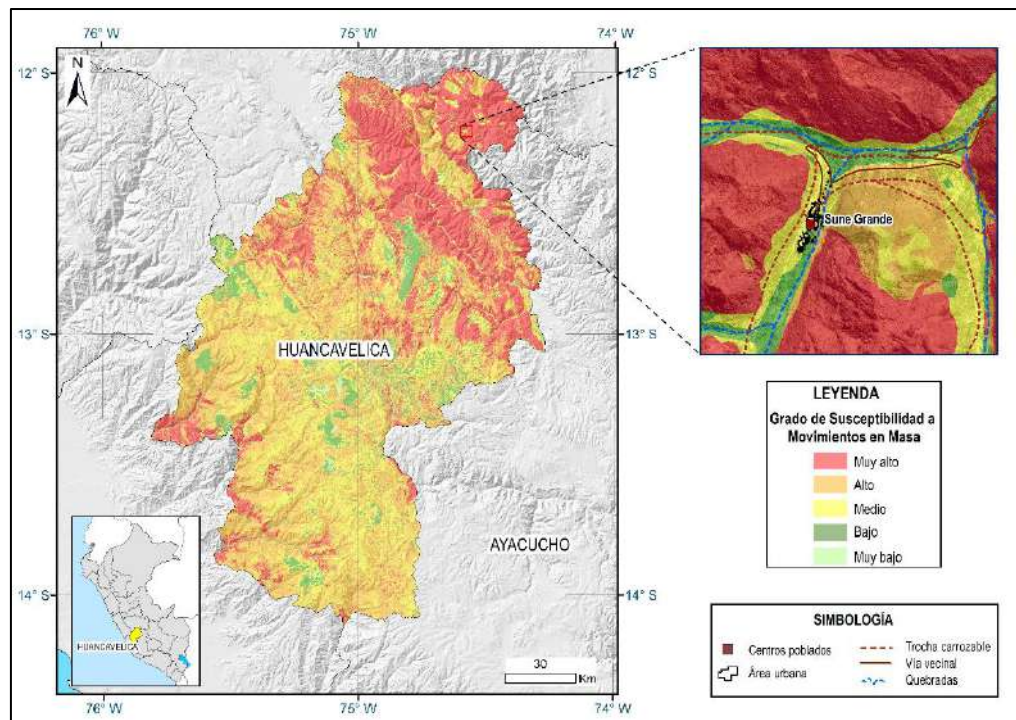 76° W
75° W
74° W
12° S
12° S
N
Sune Grande
13° S
13° S
HUANCAVELICA
AYACUCHO
14° S
14° S
HUANCAVELICA
30
Km
76° W
75° W
74° W
LEYENDA
Grado de Susceptibilidad a
Movimientos en Masa
Muy alto
Alto
Medio
Bajo
Muy bajo
SIMBOLOGÍA
Centros poblados
Área urbana
Trocha carrozable
Vía vecinal
Quebradas